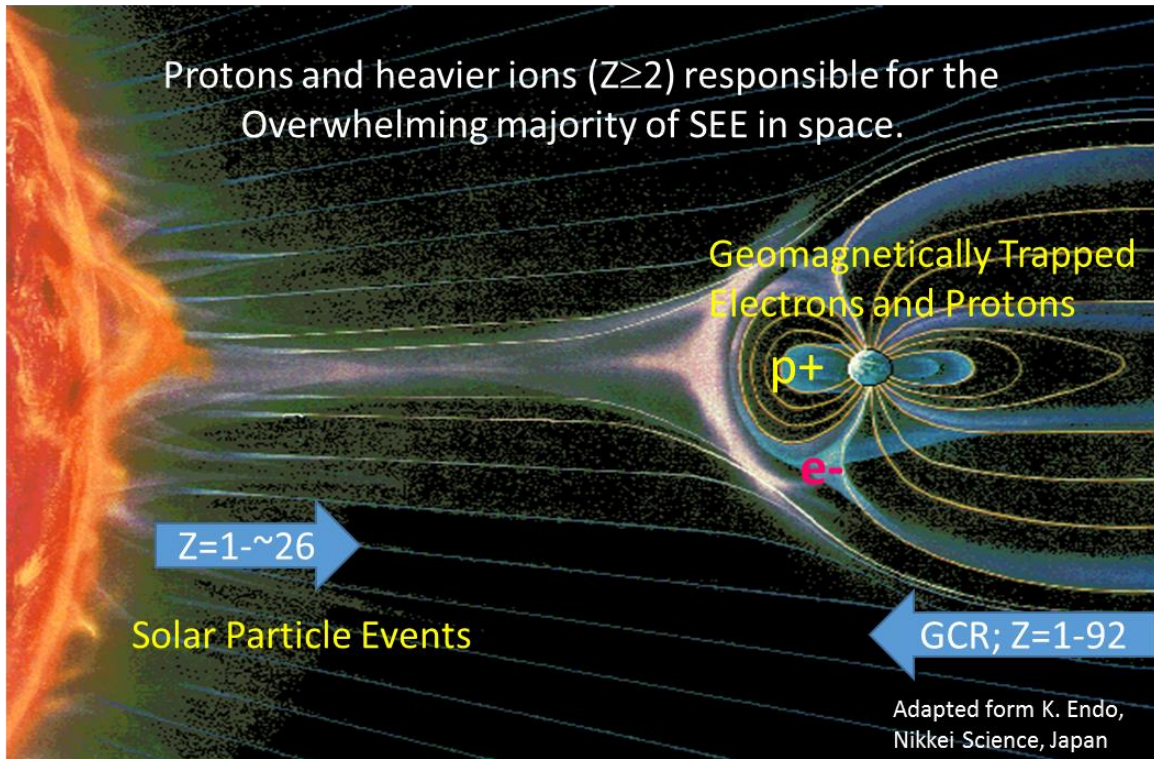 Protons and heavier ions (Z≥2) responsible for the
Overwhelming majority of SEE in space.
Geomagnetically Trapped
Electrons and Protons
p+
e-
Z=1-~26
Solar Particle Events
GCR; Z=1-92
Adapted form K. Endo,
Nikkei Science, Japan